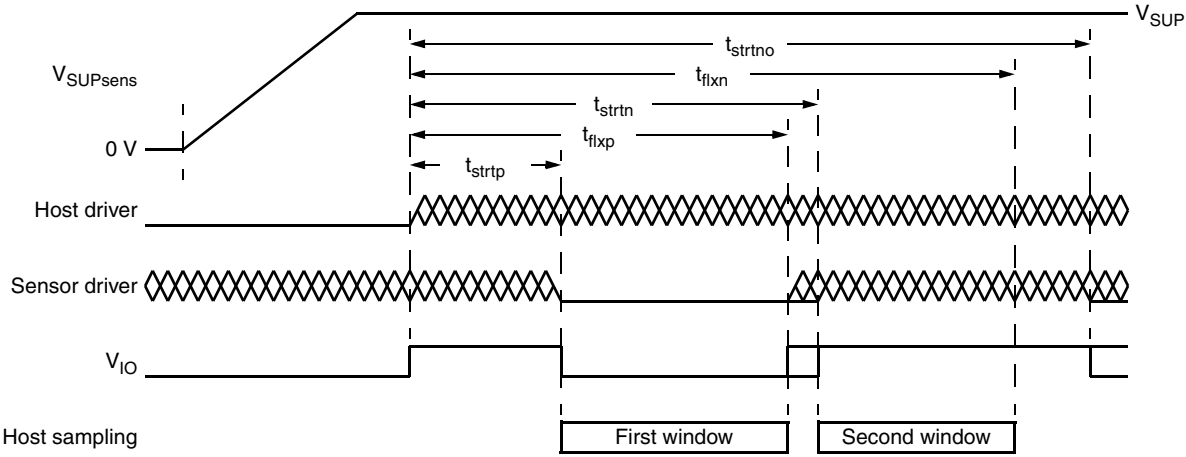 V_SUP
t_strtno
V_SUPsens
t_flxn
t_strtn
t_flxp
0 V
t_strtp
Host driver
Sensor driver
V_IO
Host sampling
First window
Second window